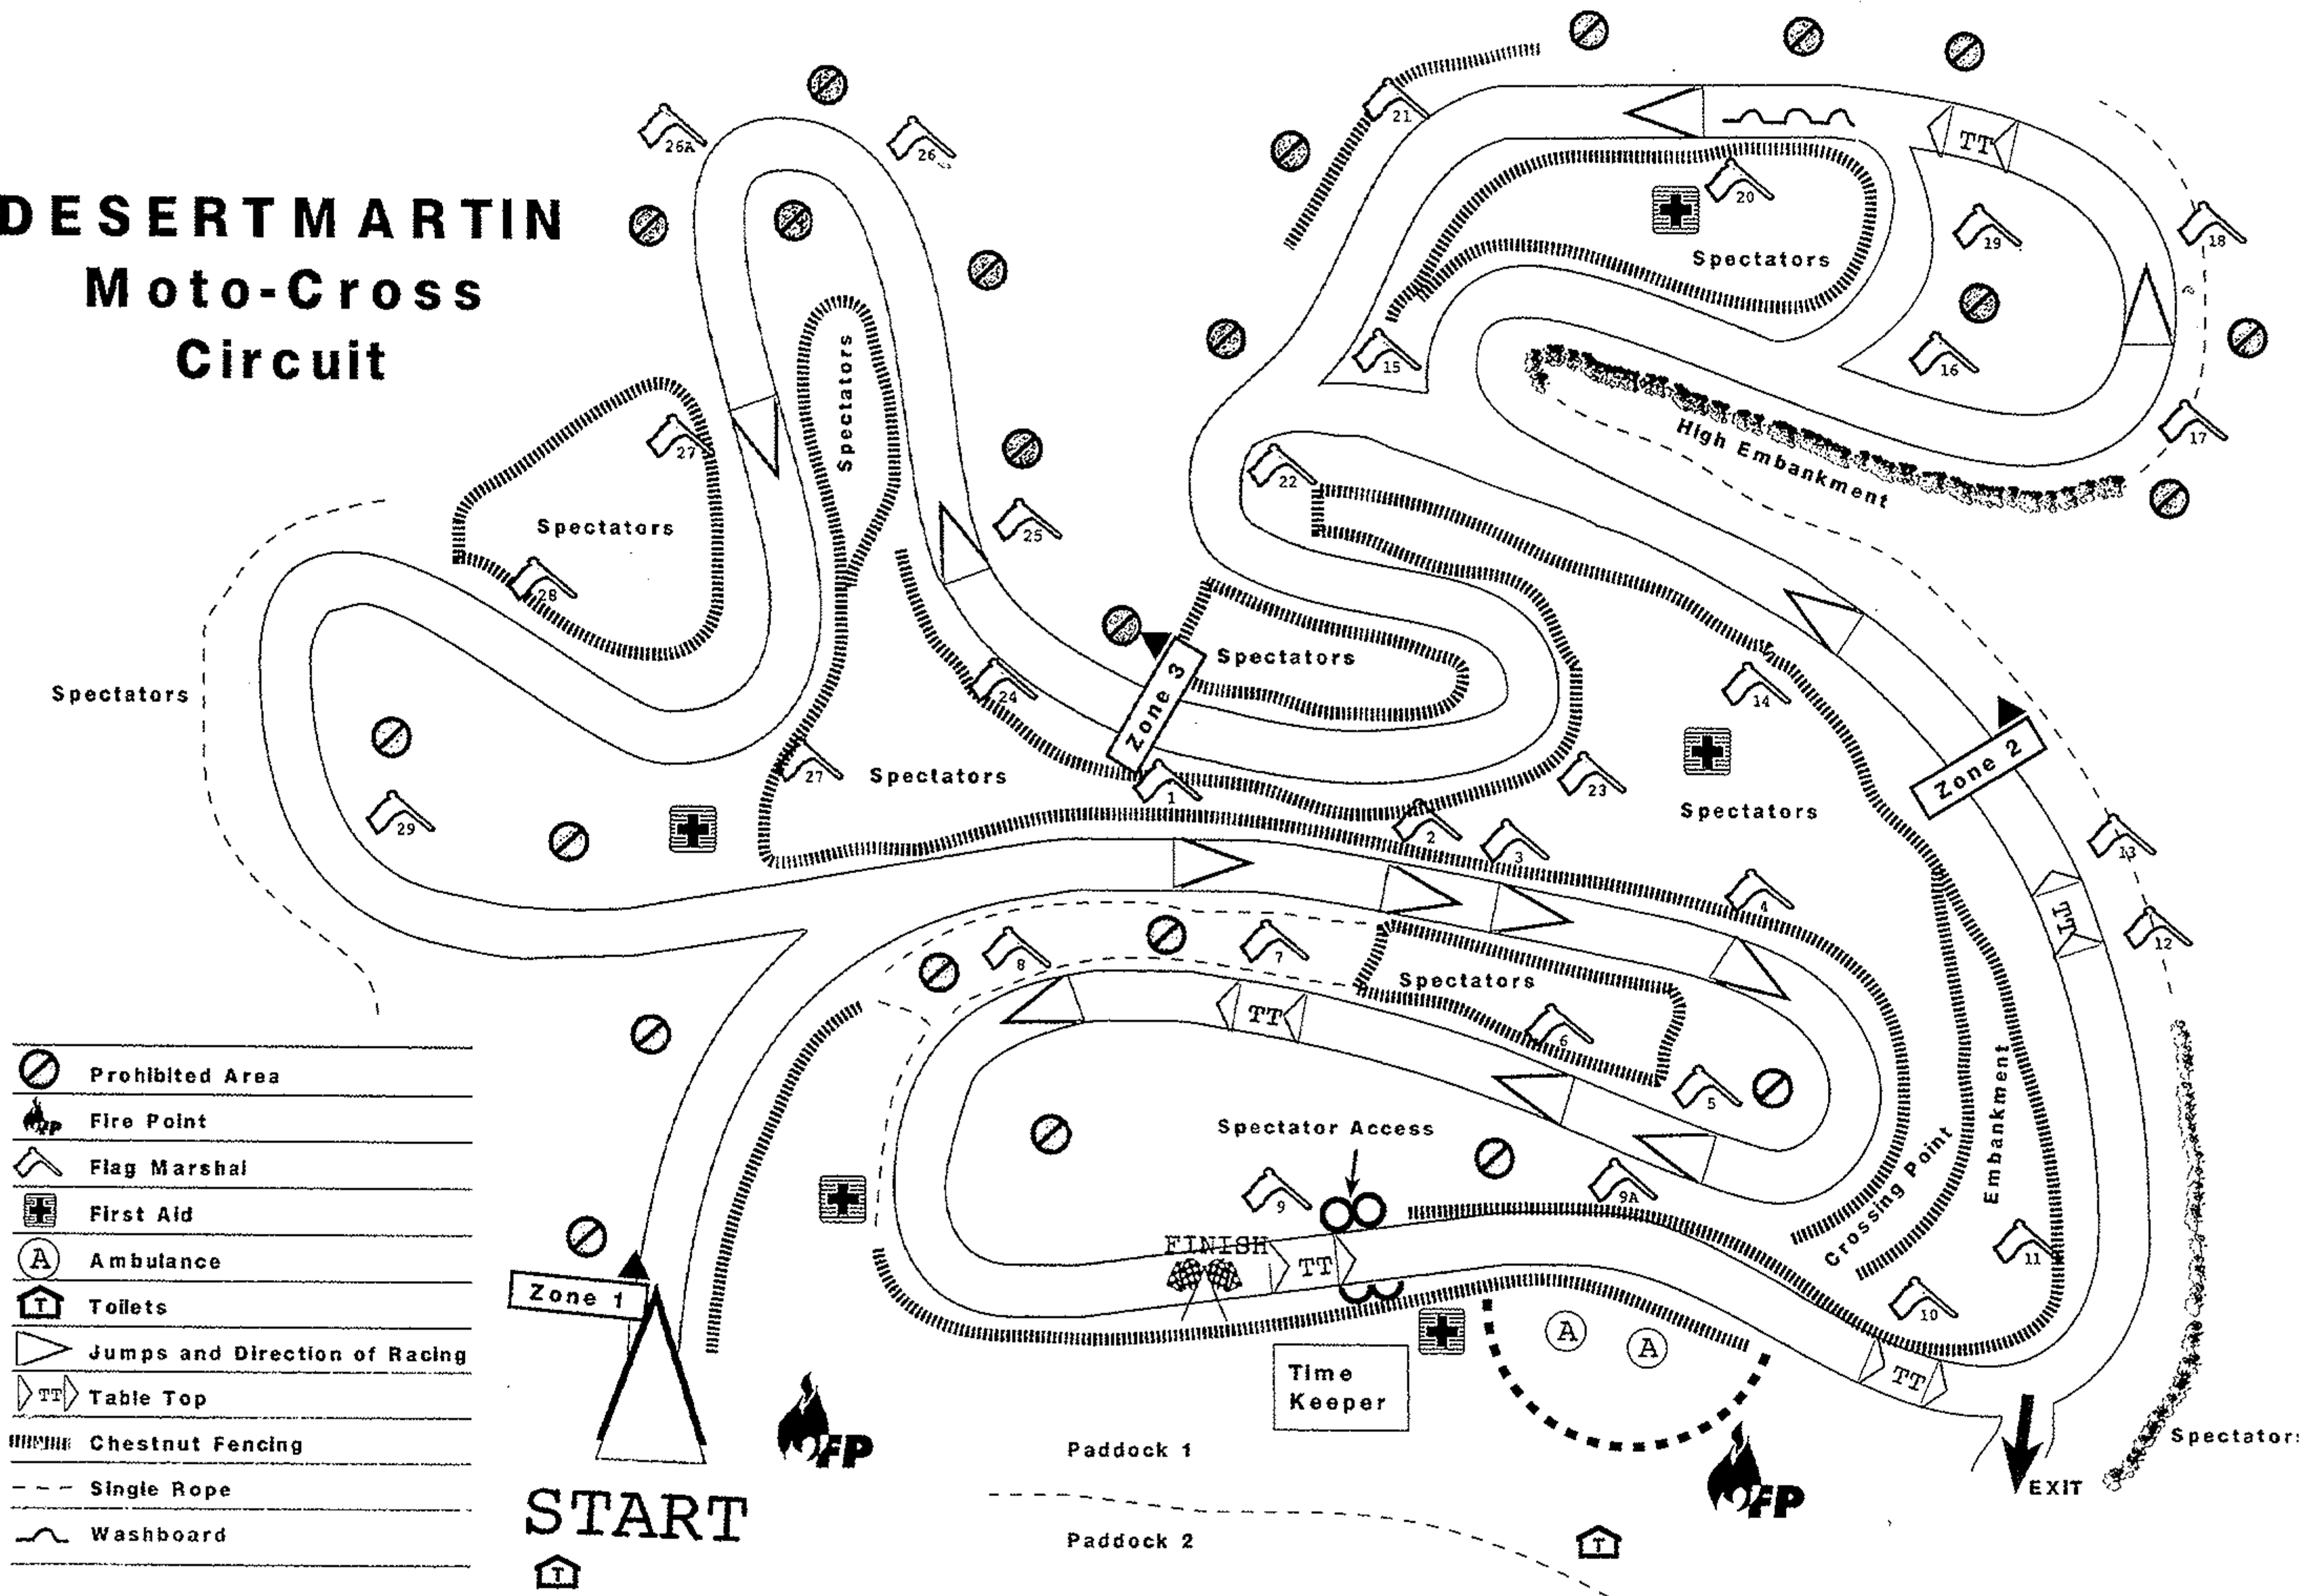 DESERTMARTIN
Moto-Cross
Circuit
26A
26
21
20
19
18
Spectators
15
16
17
High Embankment
Spectators
27
22
25
Spectators
28
Spectators
Zone 3
Spectators
24
14
Zone 2
27
Spectators
1
23
Spectators
29
2
3
13
4
12
TT
TT
8
7
Spectators
TT
6
5
Spectator Access
9
9A
Crossing Point
Embankment
11
10
FINISH
TT
Zone 1
A
A
Time
Keeper
TT
FP
Paddock 1
Spectator
FP
EXIT
START
Paddock 2
T
T
Prohibited Area
FP
Fire Point
Flag Marshal
First Aid
A
Ambulance
T
Toilets
Jumps and Direction of Racing
TT
Table Top
Chestnut Fencing
Single Rope
Washboard